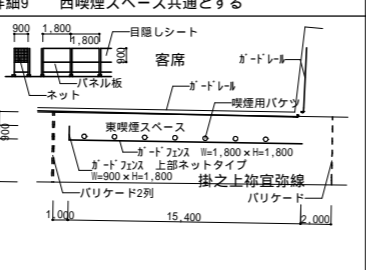 詳細9 西喫煙スペース共通とする
900 1,800
1,800
目隠しシート
600
客席
ガードレール
パネル板
ネット
ガードレール
喫煙用バケツ
900
東喫煙スペース
ガードフェンス W=1,800×H=1,800
ガードフェンス 上部ネットタイプ
W=900×H=1,800
掛之上祢宜弥線
バリケード2列
バリケード
1,000
15,400
2,000